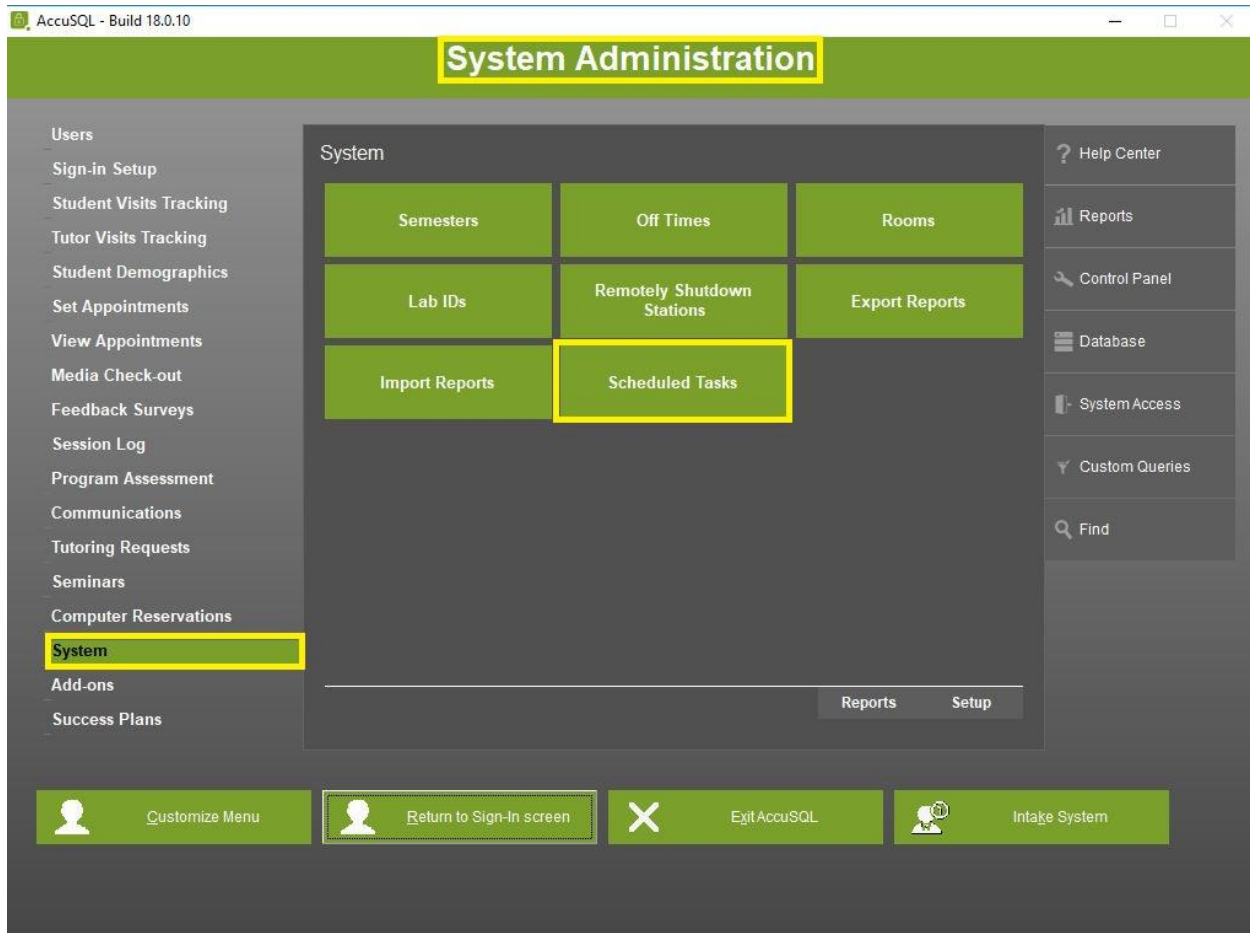 AccuSQL - Build 18.0.10
System Administration
Users
Sign-in Setup
Student Visits Tracking
Tutor Visits Tracking
Student Demographics
Set Appointments
View Appointments
Media Check-out
Feedback Surveys
Session Log
Program Assessment
Communications
Tutoring Requests
Seminars
Computer Reservations
System
Add-ons
Success Plans
System
Semesters
Off Times
Rooms
Lab IDs
Remotely Shutdown
Stations
Export Reports
Import Reports
Scheduled Tasks
Reports
Setup
? Help Center
Reports
Control Panel
Database
System Access
Custom Queries
Find
Customize Menu
Return to Sign-In screen
Exit AccuSQL
Intake System